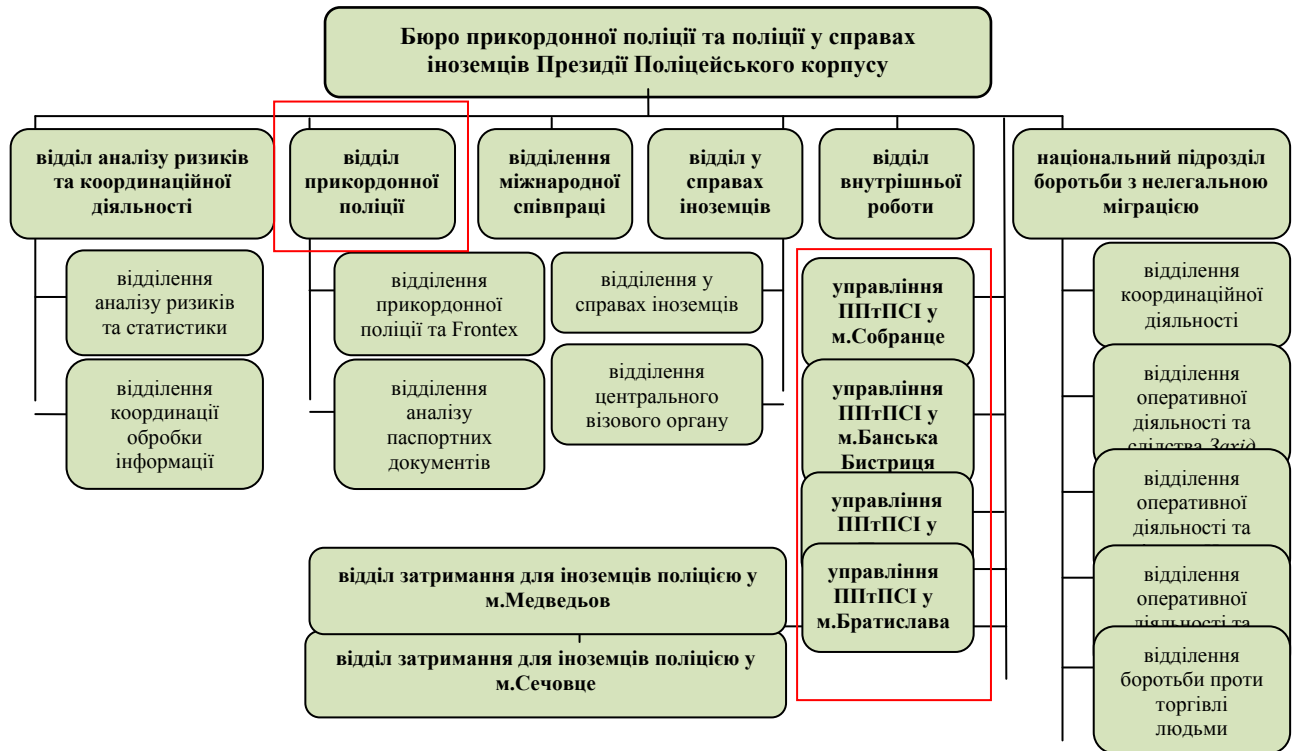 Бюро прикордонної поліції та поліції у справах
іноземців Президії Поліцейського корпусу
відділ аналізу ризиків
та координаційної
діяльності
відділ
прикордонної
поліції
відділення
міжнародної
співпраці
відділ у
справах
іноземців
відділ
внутрішньої
роботи
національний підрозділ
боротьби з нелегальною
міграцією
відділення
аналізу ризиків
та статистики
відділення
координації
обробки
інформації
відділення
прикордонної
поліції та Frontex
відділення
аналізу
паспортних
документів
відділення у
справах іноземців
відділення
центрального
візового органу
управління
ППтПСІ у
м.Собранце
управління
ППтПСІ у
м.Банська
Бистриця
управління
ППтПСІ у
управління
ППтПСІ у
м.Братислава
відділ затримання для іноземців поліцією у
м.Медведьов
відділ затримання для іноземців поліцією у
м.Сечовце
відділення
координаційної
діяльності
відділення
оперативної
діяльності та
слідства Захід
відділення
оперативної
діяльності та
відділення
оперативної
діяльності та
відділення
боротьби проти
торгівлі
людьми